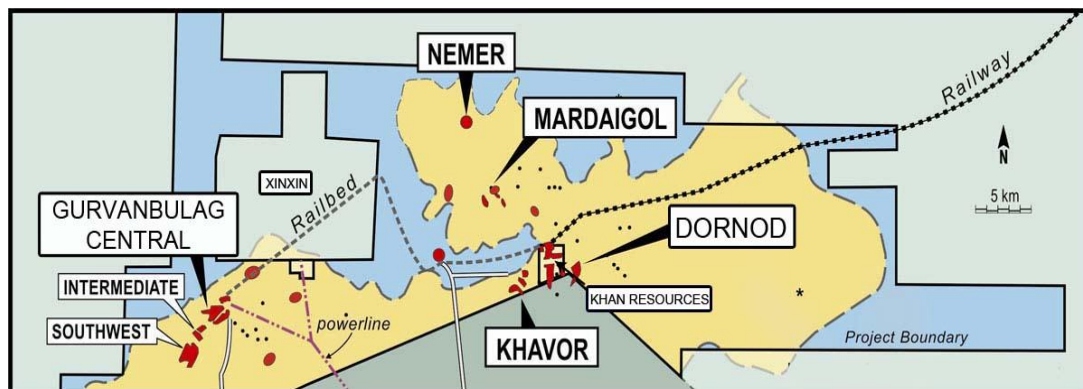 NEMER
MARDAIGOL
Railway
N
5 km
XINXIN
Railbed
GURVANBULAG
CENTRAL
DORNOD
INTERMEDIATE
KHAN RESOURCES
SOUTHWEST
powerline
KHAVOR
Project Boundary
*